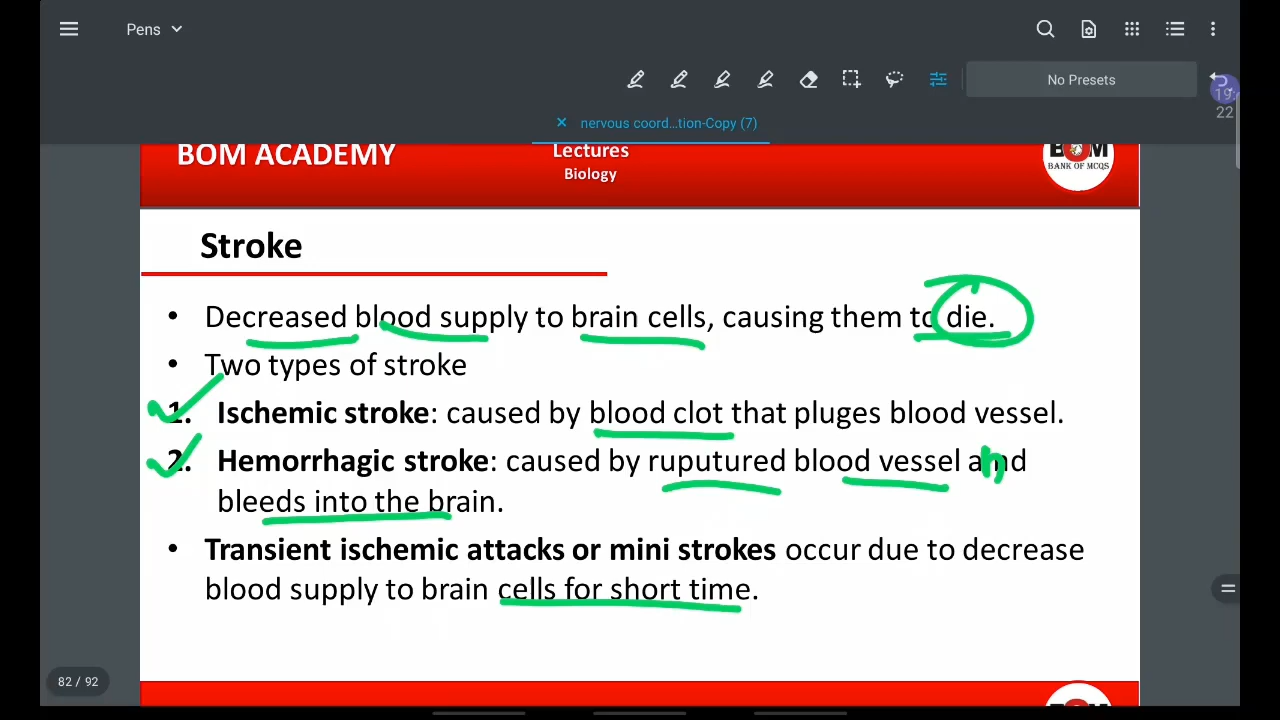 Pens
No Presets
19:
22
nervous coord...tion-Copy (7)
BOM ACADEMY
Lectures
Biology
BOM
BANK OF MCQS
Stroke
• Decreased blood supply to brain cells, causing them to die.
• Two types of stroke
1. Ischemic stroke: caused by blood clot that pluges blood vessel.
2. Hemorrhagic stroke: caused by ruputured blood vessel and
bleeds into the brain.
• Transient ischemic attacks or mini strokes occur due to decrease
blood supply to brain cells for short time.
82 / 92